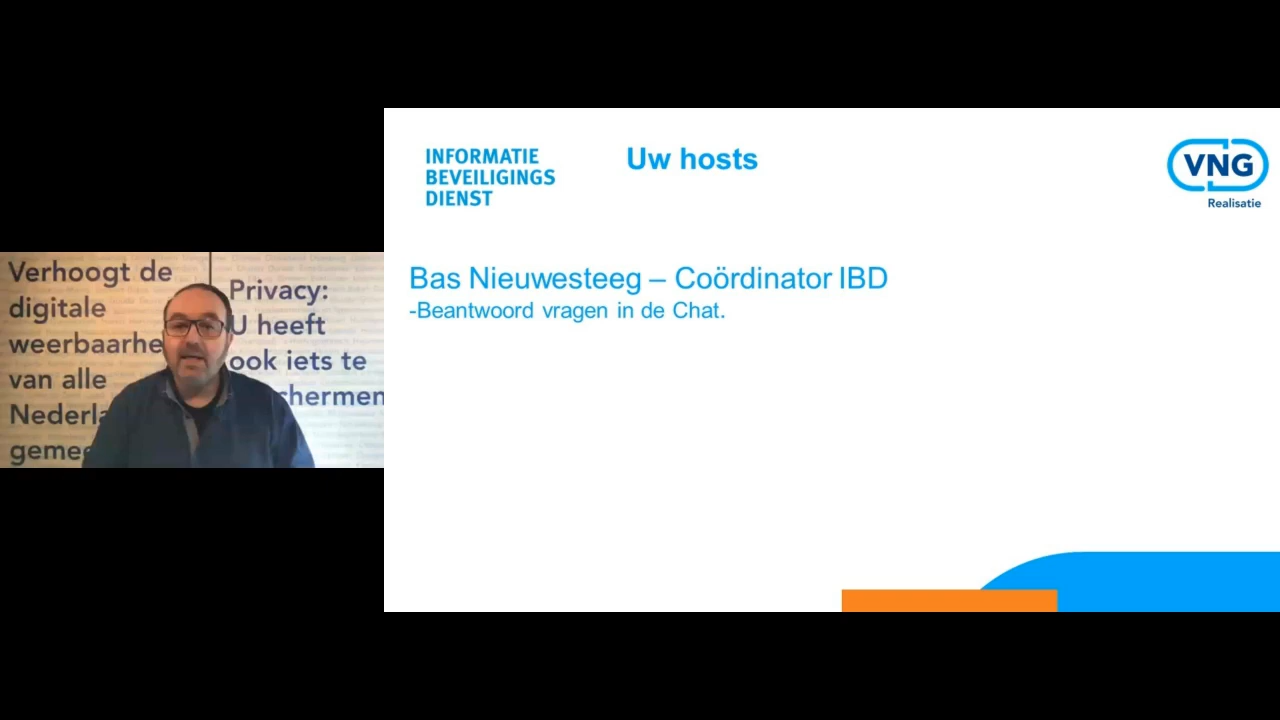 INFORMATIE
BEVEILIGINGS
DIENST
Uw hosts
VNG
Realisatie
Bas Nieuwesteeg – Coördinator IBD
-Beantwoord vragen in de Chat.
Verhoogt de
digitale
weerbaarhe
van alle
Nederla
gemee
Privacy:
U heeft
ook iets te
chermen